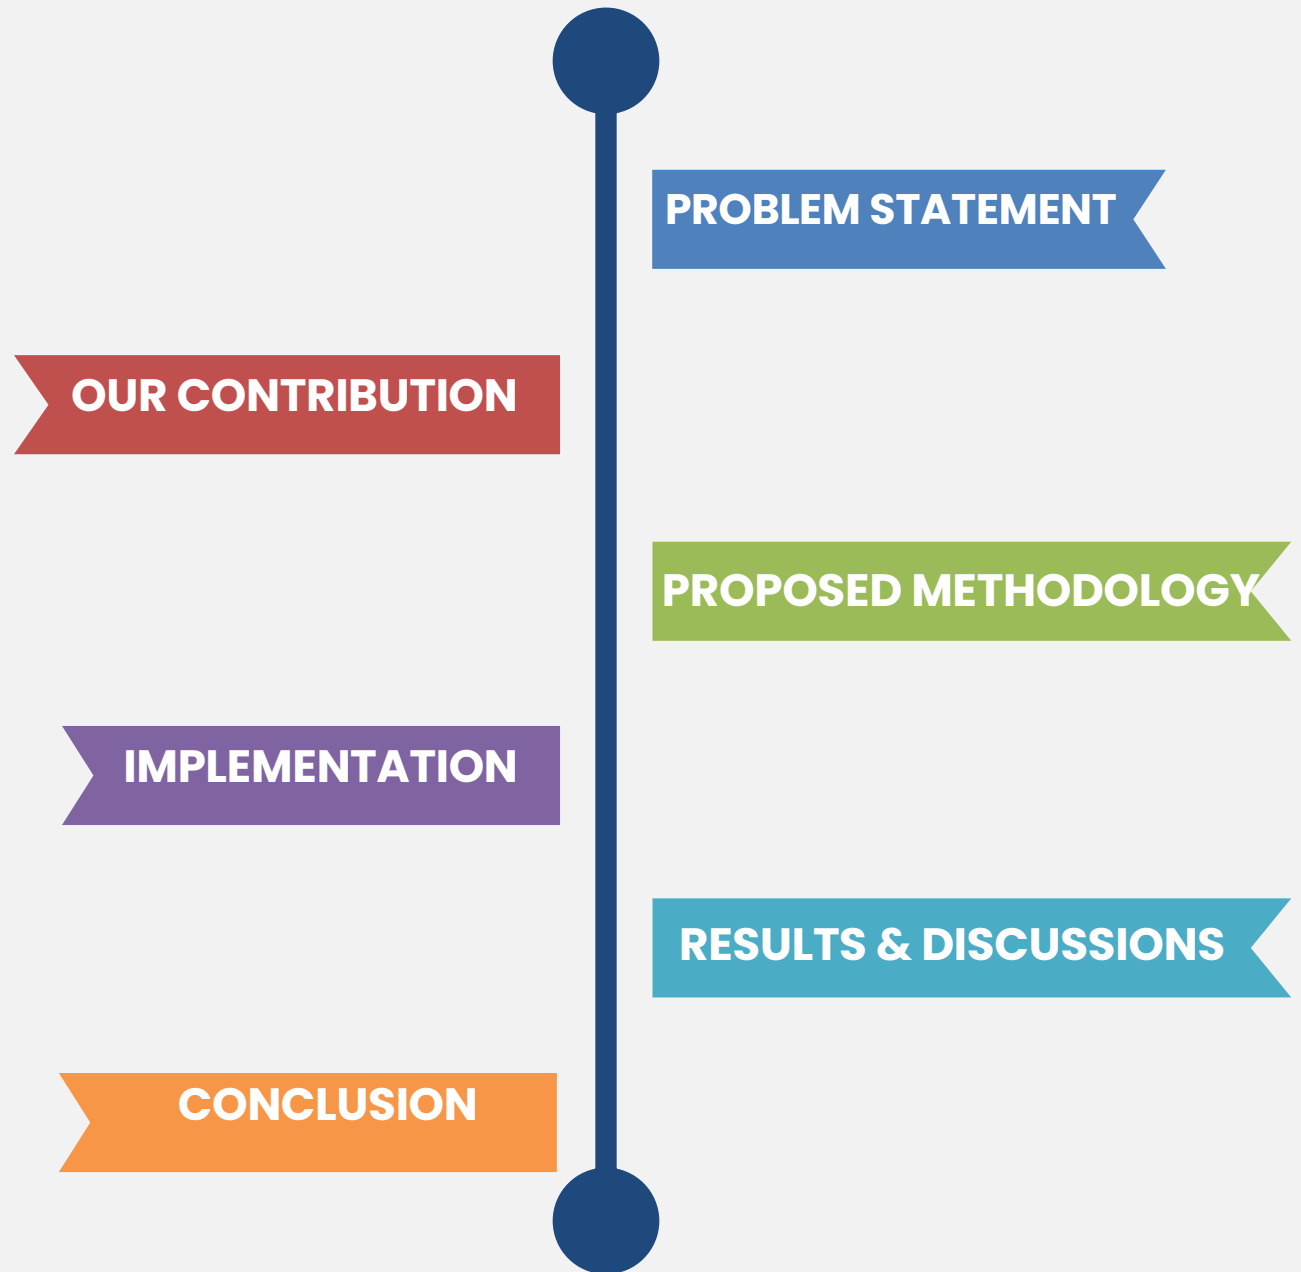 PROBLEM STATEMENT
OUR CONTRIBUTION
PROPOSED METHODOLOGY
IMPLEMENTATION
RESULTS & DISCUSSIONS
CONCLUSION